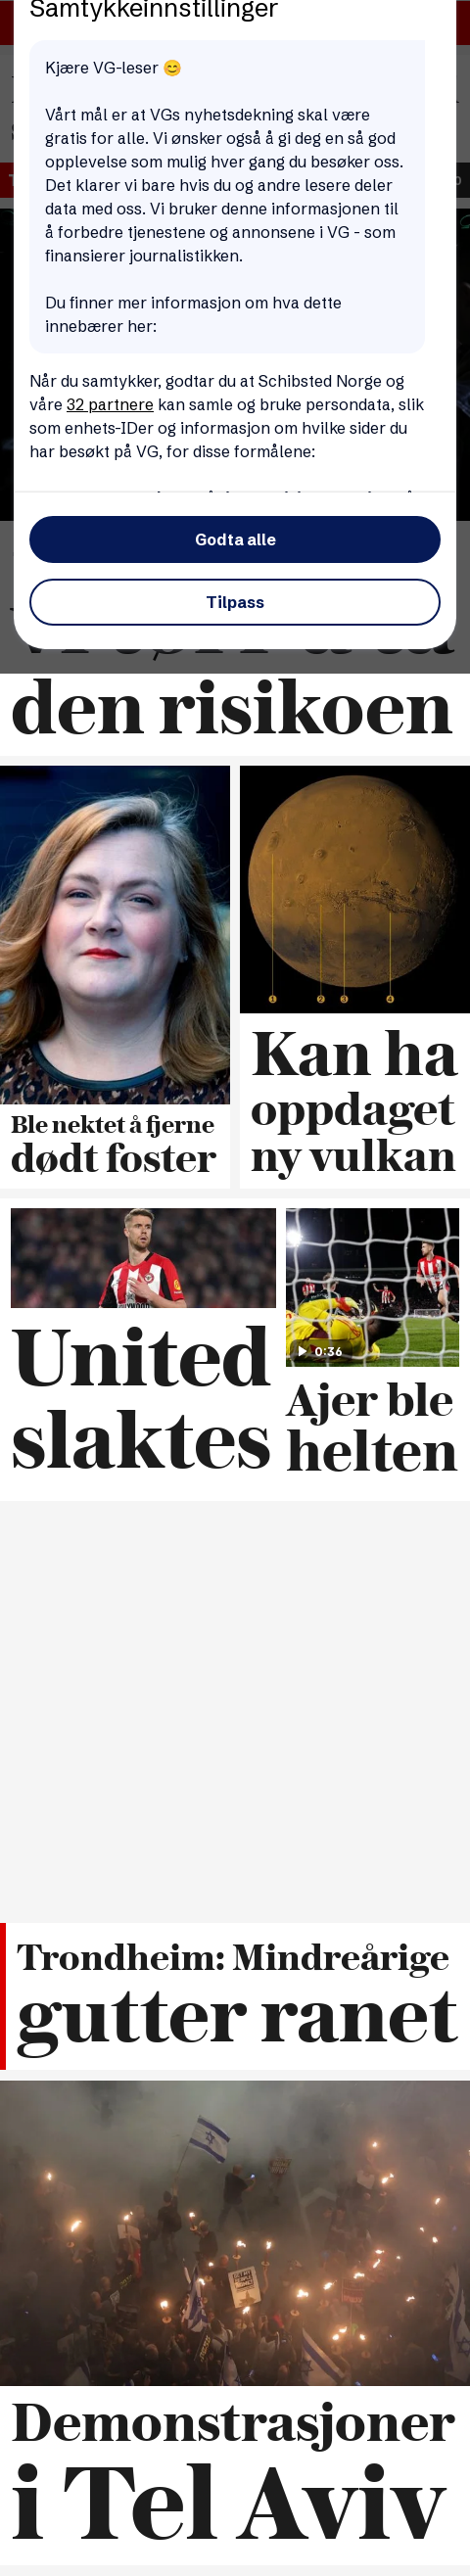 Samtykkeinnstillinger
Kjære VG-leser 😊
Vårt mål er at VGs nyhetsdekning skal være
gratis for alle. Vi ønsker også å gi deg en så god
opplevelse som mulig hver gang du besøker oss.
Det klarer vi bare hvis du og andre lesere deler
data med oss. Vi bruker denne informasjonen til
å forbedre tjenestene og annonsene i VG - som
finansierer journalistikken.
Du finner mer informasjon om hva dette
innebærer her:
Når du samtykker, godtar du at Schibsted Norge og
våre 32 partnere kan samle og bruke persondata, slik
som enhets-IDer og informasjon om hvilke sider du
har besøkt på VG, for disse formålene:
Godta alle
Tilpass
den risikoen
Ble nektet å fjerne
dødt foster
1 2 3 4
Kan ha
oppdaget
ny vulkan
United
slaktes
0:36
Ajer ble
helten
Trondheim: Mindreårige
gutter ranet
Demonstrasjoner
i Tel Aviv